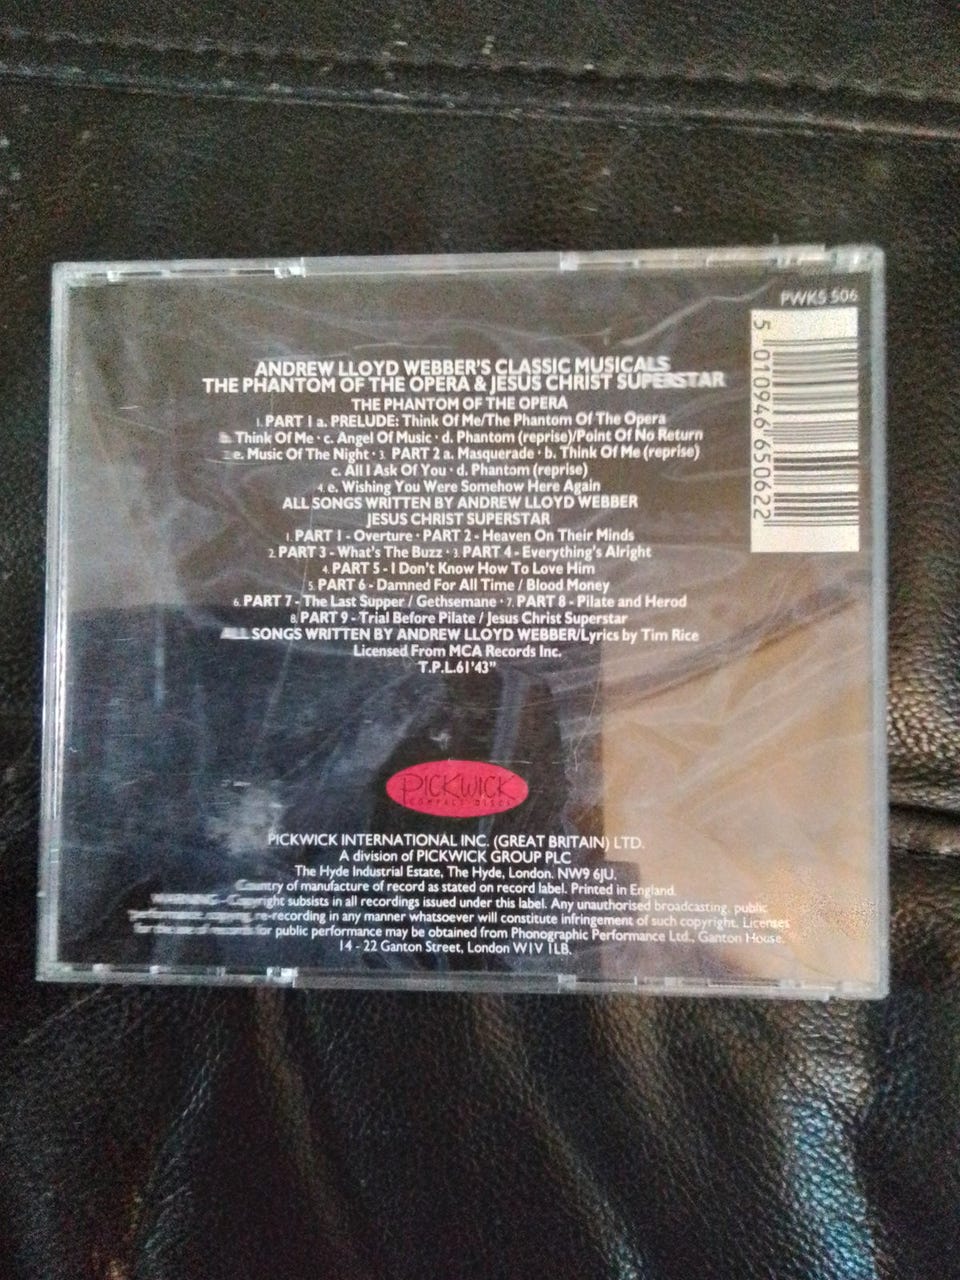 PWKS 506
5 010946 650622
ANDREW LLOYD WEBBER'S CLASSIC MUSICALS
THE PHANTOM OF THE OPERA & JESUS CHRIST SUPERSTAR
THE PHANTOM OF THE OPERA
1. PART 1 a. PRELUDE: Think Of Me/The Phantom Of The Opera
b. Think Of Me · c. Angel Of Music · d. Phantom (reprise)/Point Of No Return
2. e. Music Of The Night · 3. PART 2 a. Masquerade · b. Think Of Me (reprise)
c. All I Ask Of You · d. Phantom (reprise)
4. e. Wishing You Were Somehow Here Again
ALL SONGS WRITTEN BY ANDREW LLOYD WEBBER
JESUS CHRIST SUPERSTAR
1. PART 1 - Overture · PART 2 - Heaven On Their Minds
2. PART 3 - What's The Buzz · 3. PART 4 - Everything's Alright
4. PART 5 - I Don't Know How To Love Him
5. PART 6 - Damned For All Time / Blood Money
6. PART 7 - The Last Supper / Gethsemane · 7. PART 8 - Pilate and Herod
8. PART 9 - Trial Before Pilate / Jesus Christ Superstar
ALL SONGS WRITTEN BY ANDREW LLOYD WEBBER/Lyrics by Tim Rice
Licensed From MCA Records Inc.
T.P.L.61'43"
PICKWICK
COMPACT DISCS
PICKWICK INTERNATIONAL INC. (GREAT BRITAIN) LTD.
A division of PICKWICK GROUP PLC
The Hyde Industrial Estate, The Hyde, London. NW9 6JU.
Country of manufacture of record as stated on record label. Printed in England.
WARNING - Copyright subsists in all recordings issued under this label. Any unauthorised broadcasting, public
performance, copying, re-recording in any manner whatsoever will constitute infringement of such copyright. Licenses
for the use of records for public performance may be obtained from Phonographic Performance Ltd., Ganton House,
14 - 22 Ganton Street, London W1V 1LB.